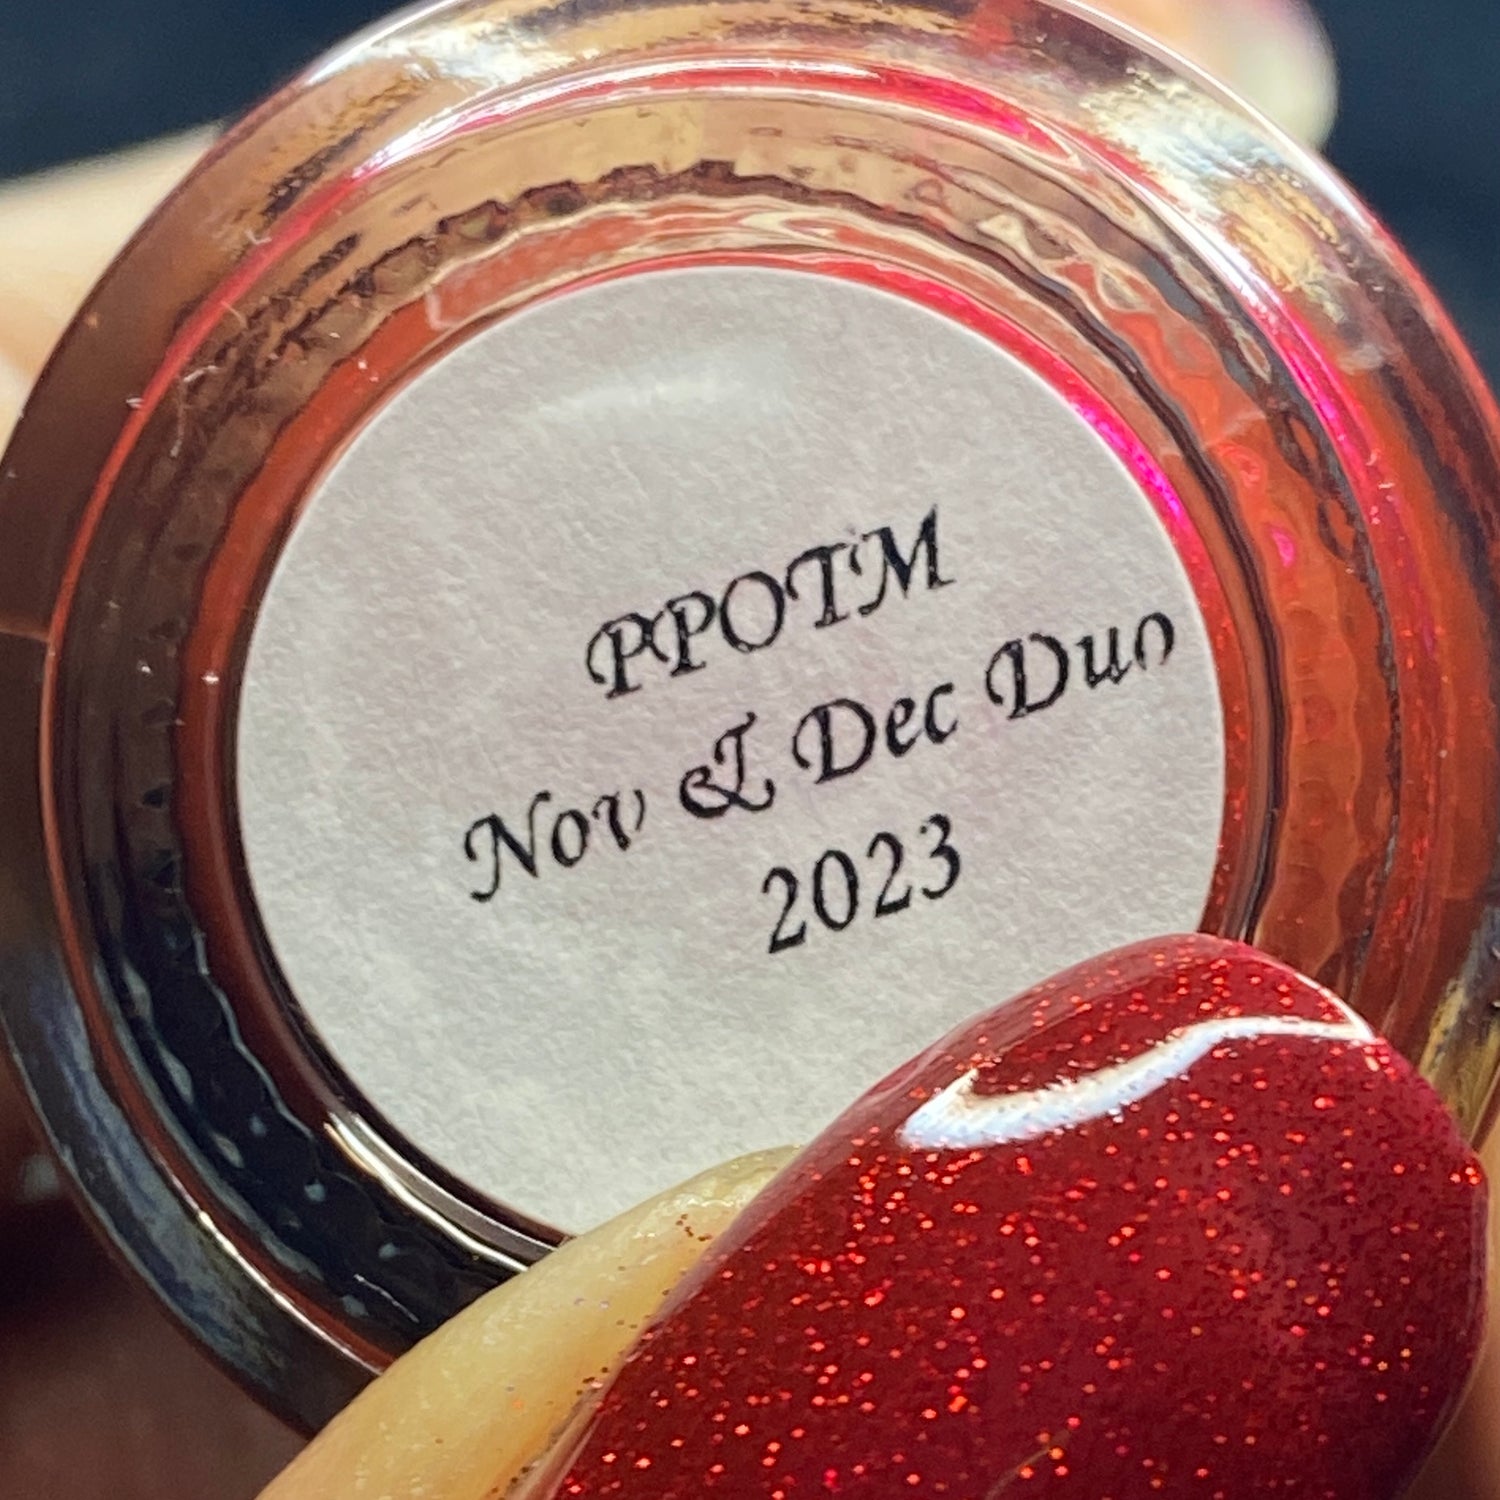 PPOTM
Nov & Dec Duo
2023